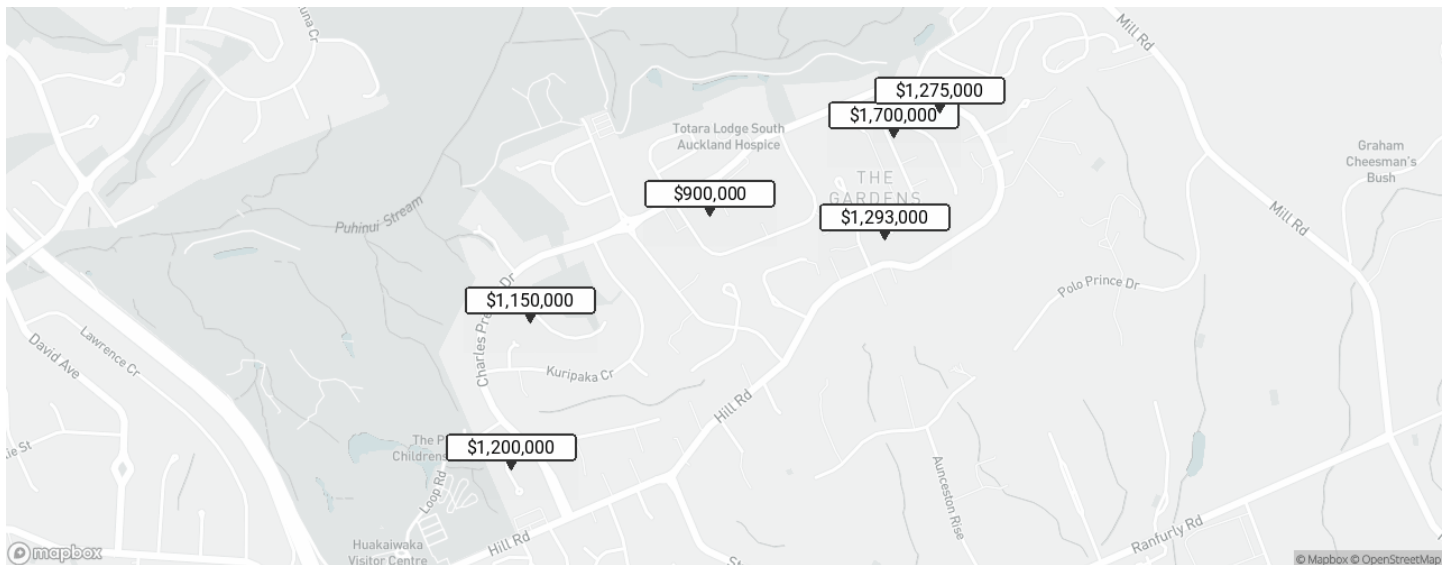 Mill Rd
$1,275,000
$1,700,000
Totara Lodge South
Auckland Hospice
Graham
Cheesman's
Bush
THE
GARDENS
$900,000
Puhinui Stream
$1,293,000
Mill Rd
Polo Prince Dr
$1,150,000
Dr
Lawrence Cr
David Ave
Kuripaka Cr
Hill Rd
$1,200,000
Loop Rd
Aunceston Rise
Ranfurly Rd
Hill Rd
Huakaiwaka
Visitor Centre
mapbox
© Mapbox © OpenStreetMap